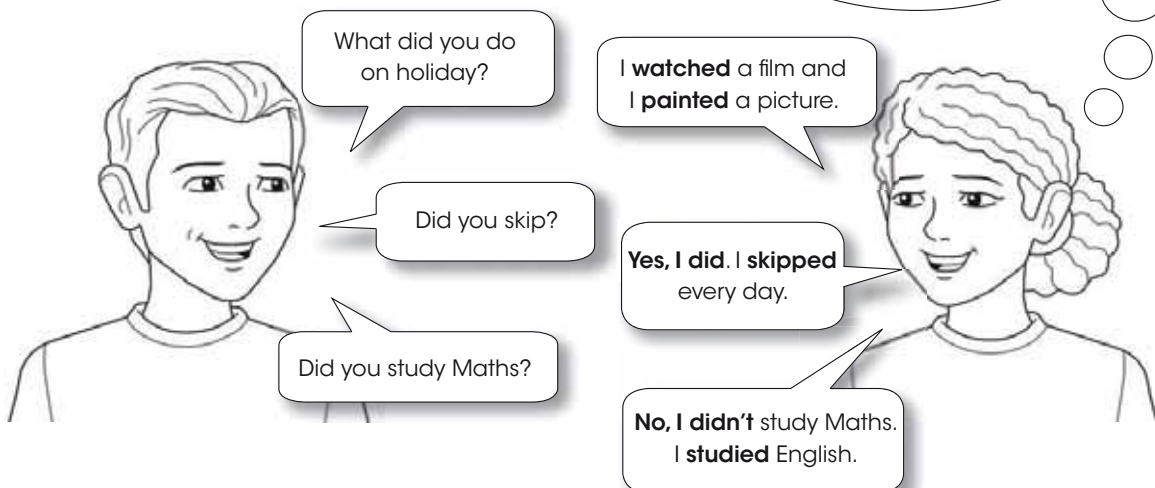 What did you do
on holiday?
I watched a film and
I painted a picture.
Did you skip?
Yes, I did. I skipped
every day.
Did you study Maths?
No, I didn't study Maths.
I studied English.